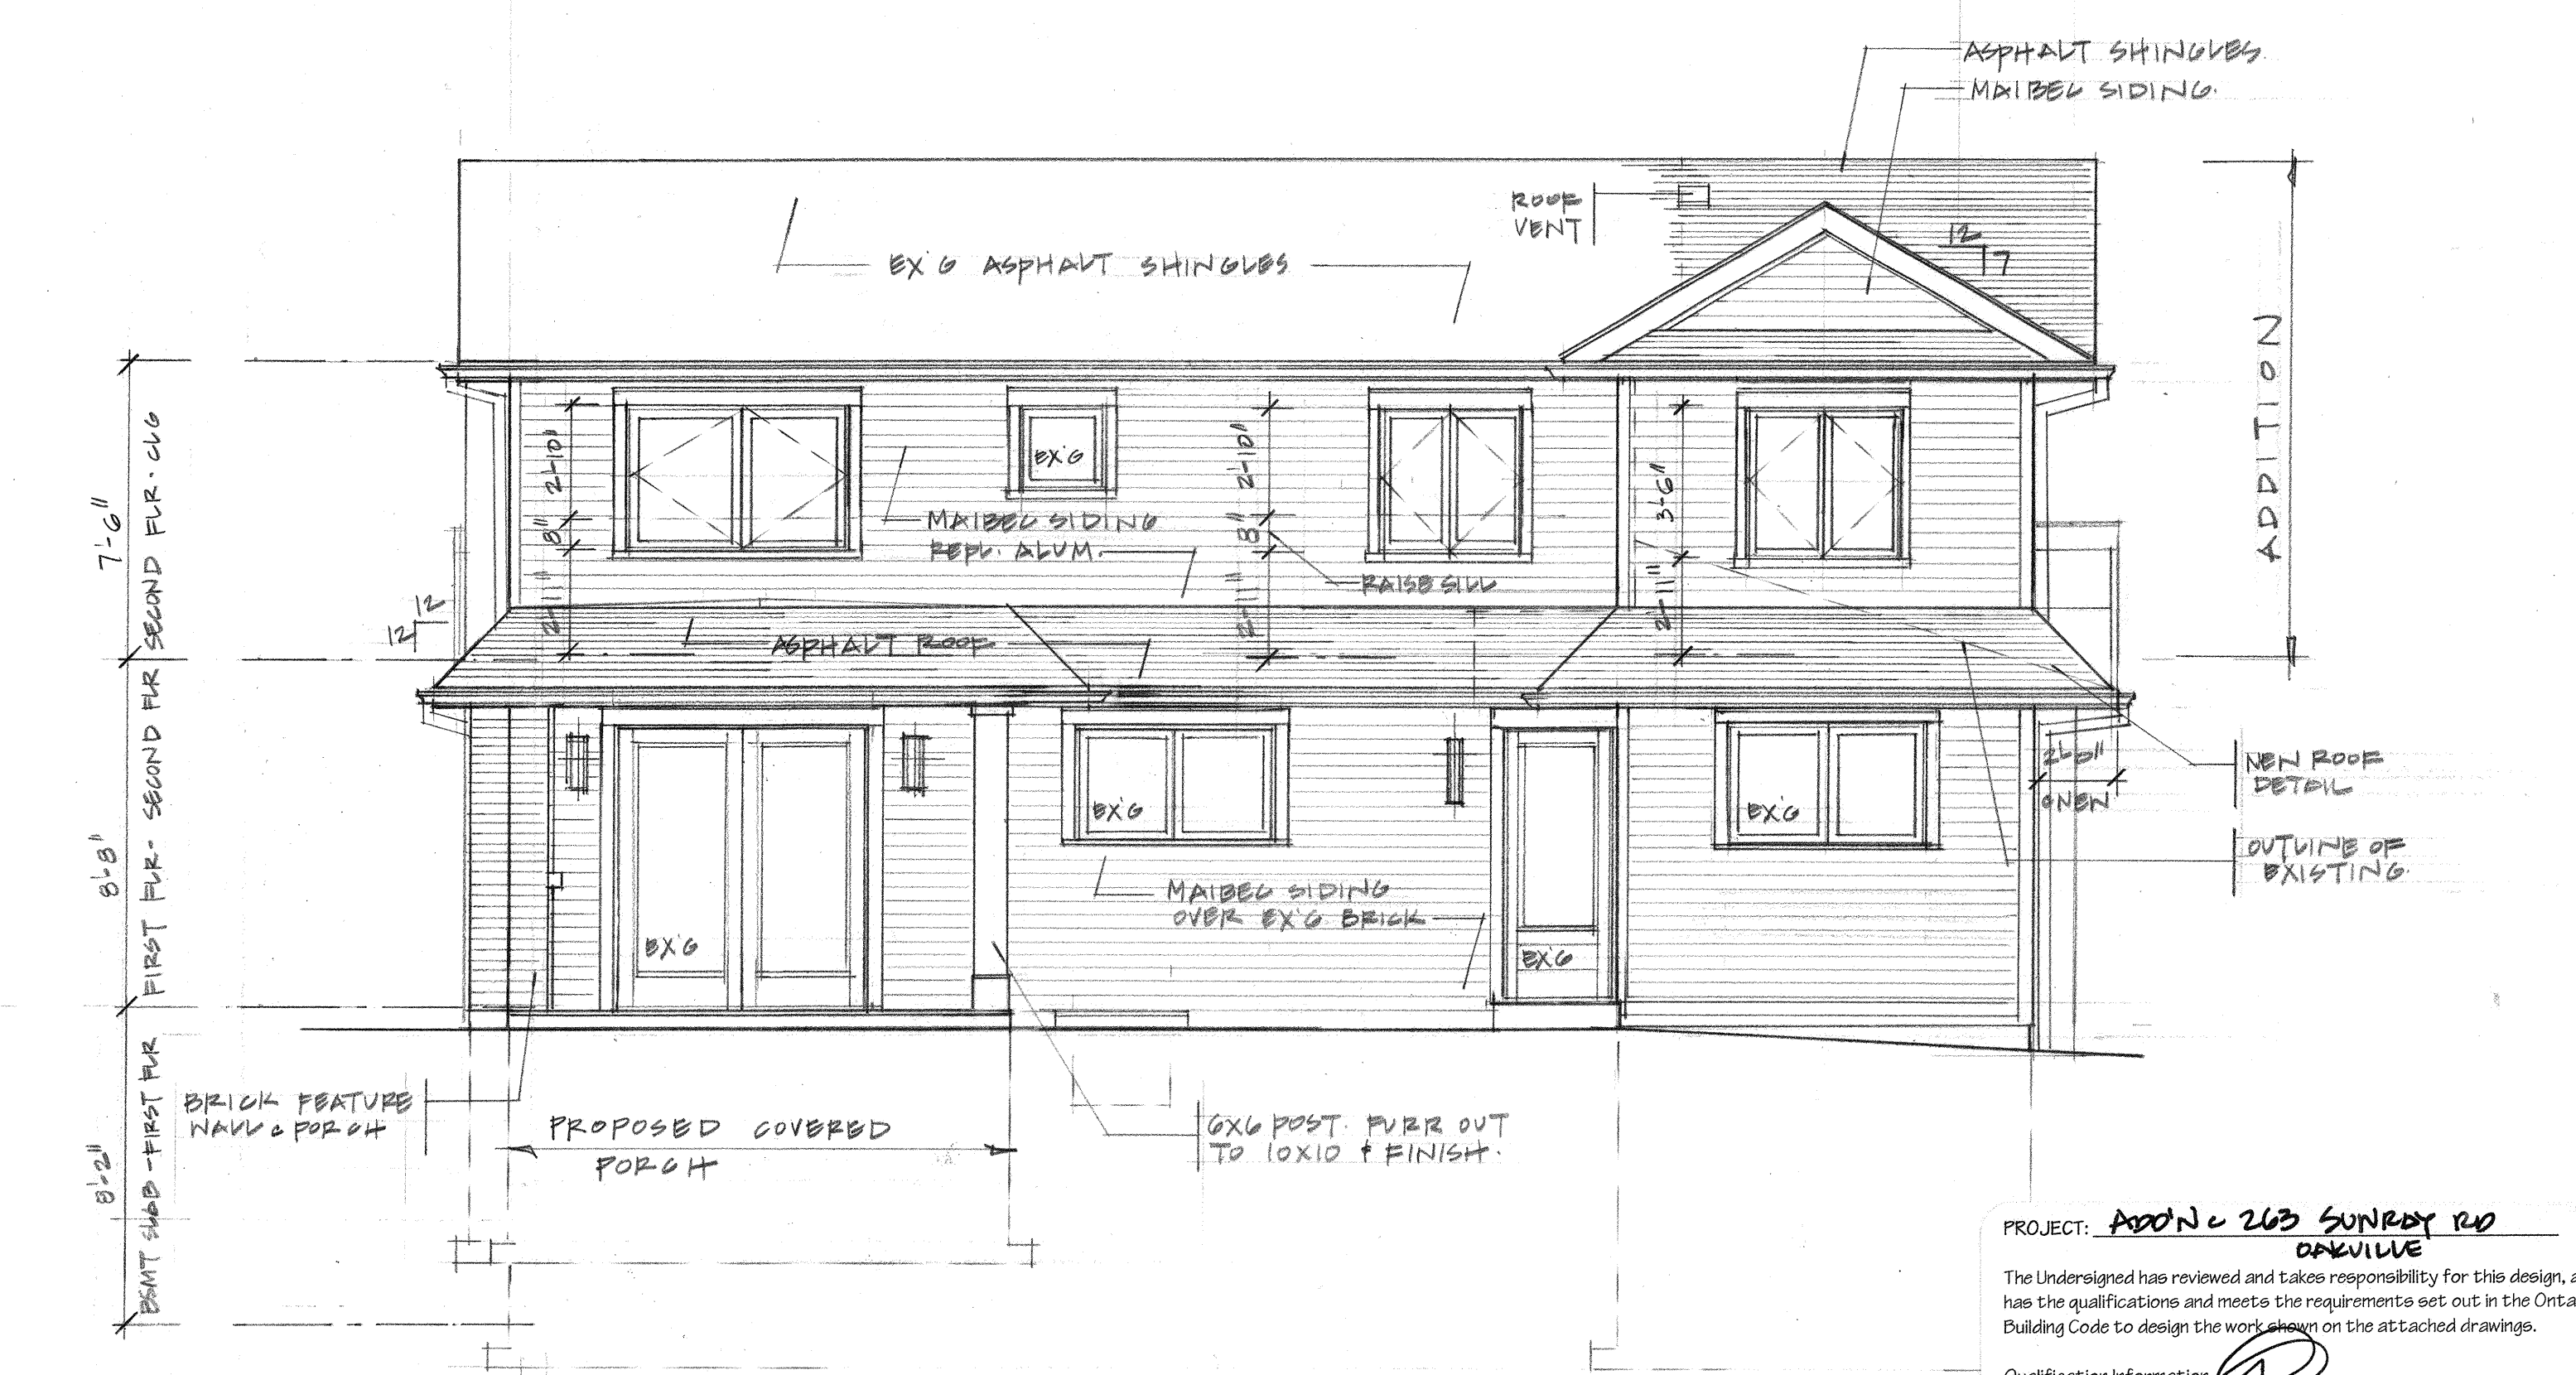 ASPHALT SHINGLES
MAIBEC SIDING.
ROOF
VENT
12
7
EX'G ASPHALT SHINGLES
ADDITION
7'-6"
SECOND FLR. CLG
2'-10"
8"
2'-11"
EX'G
MAIBEC SIDING
REPL. ALUM.
2'-10"
8"
2'-11"
RAISE SILL
3'-6"
2'-11"
12
12
ASPHALT ROOF
8'-8"
FIRST FLR - SECOND FLR
EX'G
EX'G
EX'G
EX'G
MAIBEC SIDING
OVER EX'G BRICK
2'-0"
NEW ROOF
DETAIL
OUTLINE OF
EXISTING.
8'-2"
BSMT SLAB - FIRST FLR
BRICK FEATURE
WALL @ PORCH
PROPOSED COVERED
PORCH
6X6 POST. FURR OUT
TO 10X10 & FINISH.
PROJECT: ADD'N @ 263 SUNRAY RD
OAKVILLE
The Undersigned has reviewed and takes responsibility for this design, a
has the qualifications and meets the requirements set out in the Onta
Building Code to design the work shown on the attached drawings.
Qualification Information